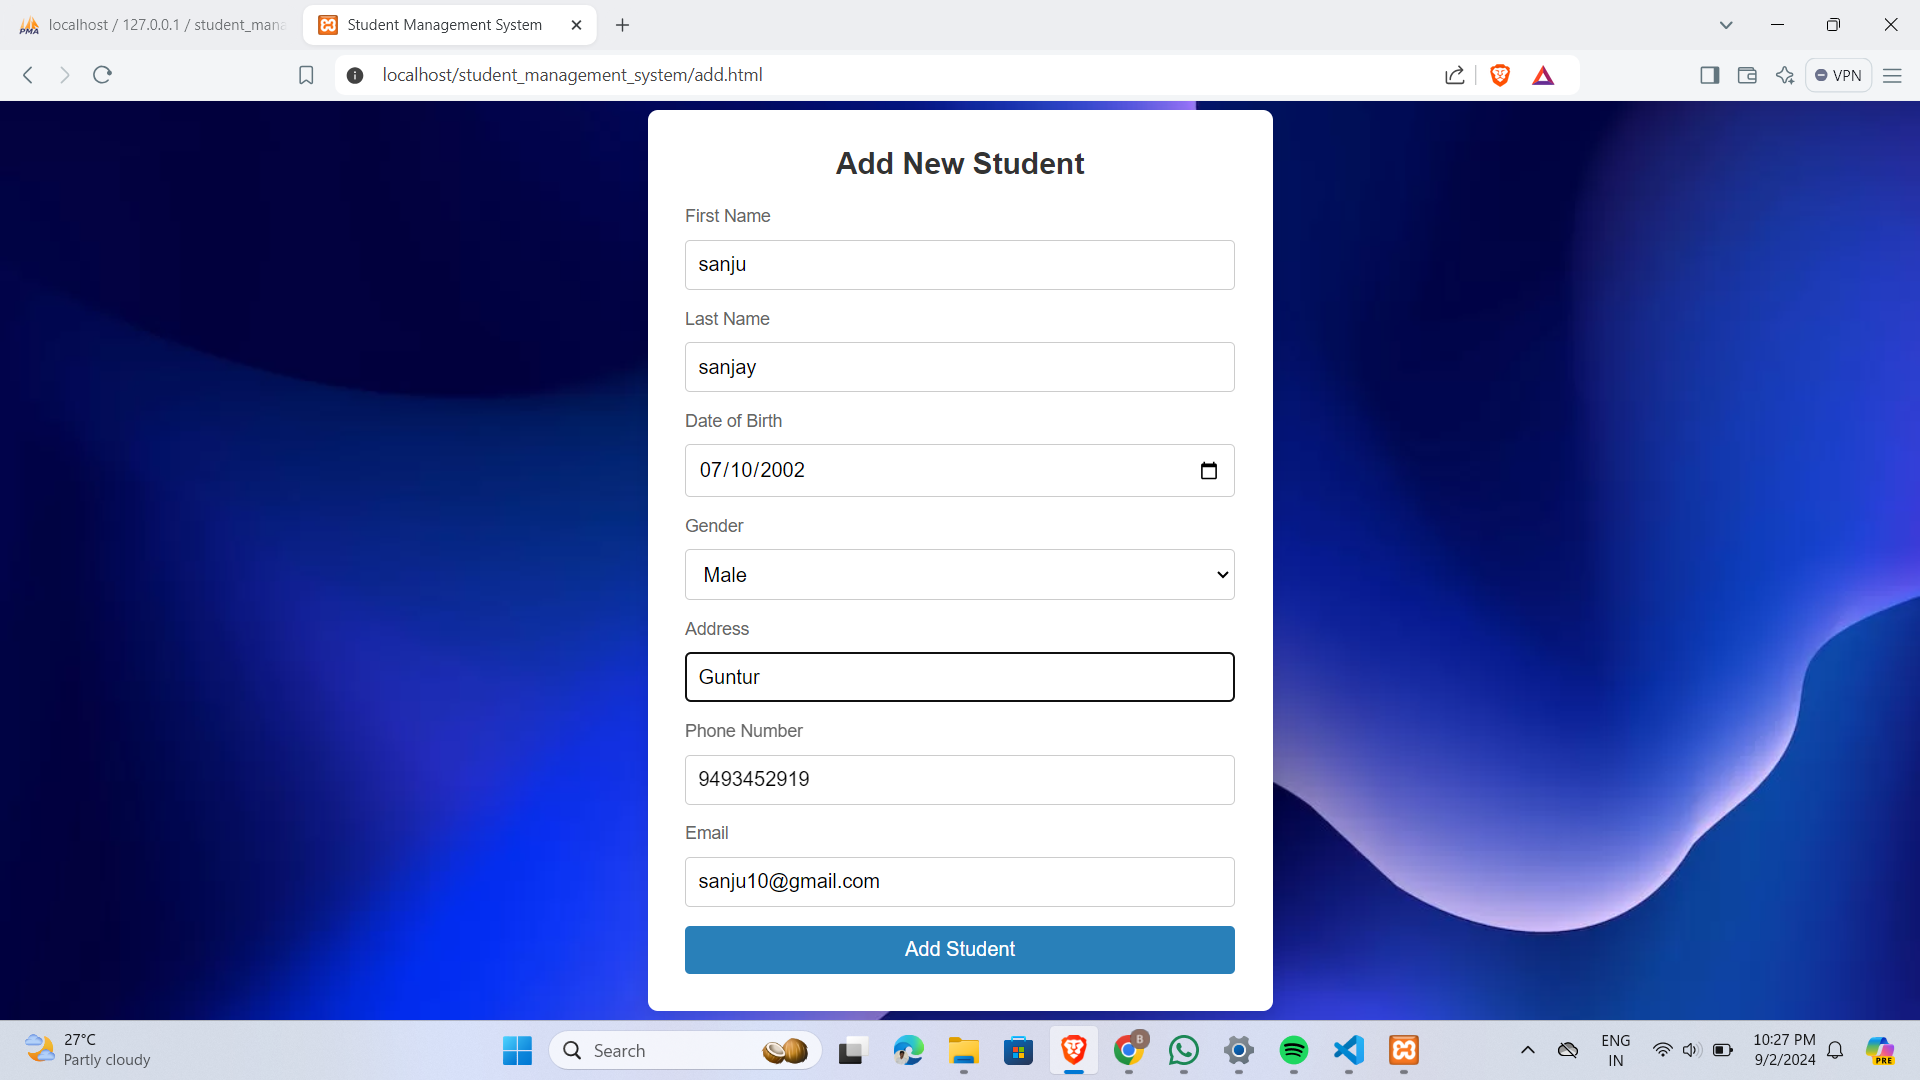 localhost / 127.0.0.1 / student_mana
Student Management System
localhost/student_management_system/add.html
VPN
Add New Student
First Name
sanju
Last Name
sanjay
Date of Birth
07/10/2002
Gender
Male
Address
Guntur
Phone Number
9493452919
Email
sanju10@gmail.com
Add Student
27°C
Partly cloudy
Search
B
ENG
IN
10:27 PM
9/2/2024
PRE
PMA